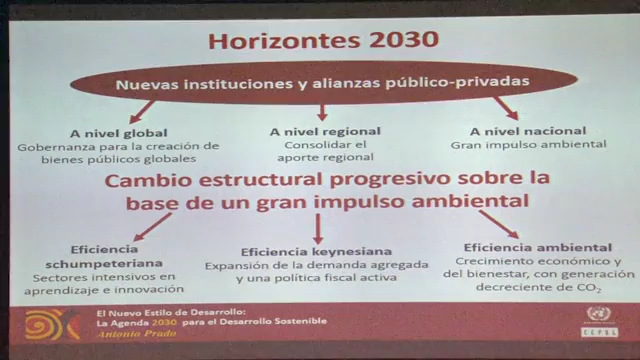 Horizontes 2030
Nuevas instituciones y alianzas público-privadas
A nivel global
Gobernanza para la creación de
bienes públicos globales
A nivel regional
Consolidar el
aporte regional
A nivel nacional
Gran impulso ambiental
Cambio estructural progresivo sobre la
base de un gran impulso ambiental
Eficiencia
schumpeteriana
Sectores intensivos en
aprendizaje e innovación
Eficiencia keynesiana
Expansión de la demanda agregada
y una política fiscal activa
Eficiencia ambiental
Crecimiento económico y
del bienestar, con generación
decreciente de CO₂
El Nuevo Estilo de Desarrollo:
La Agenda 2030 para el Desarrollo Sostenible
Antonio Prado
CEPAL